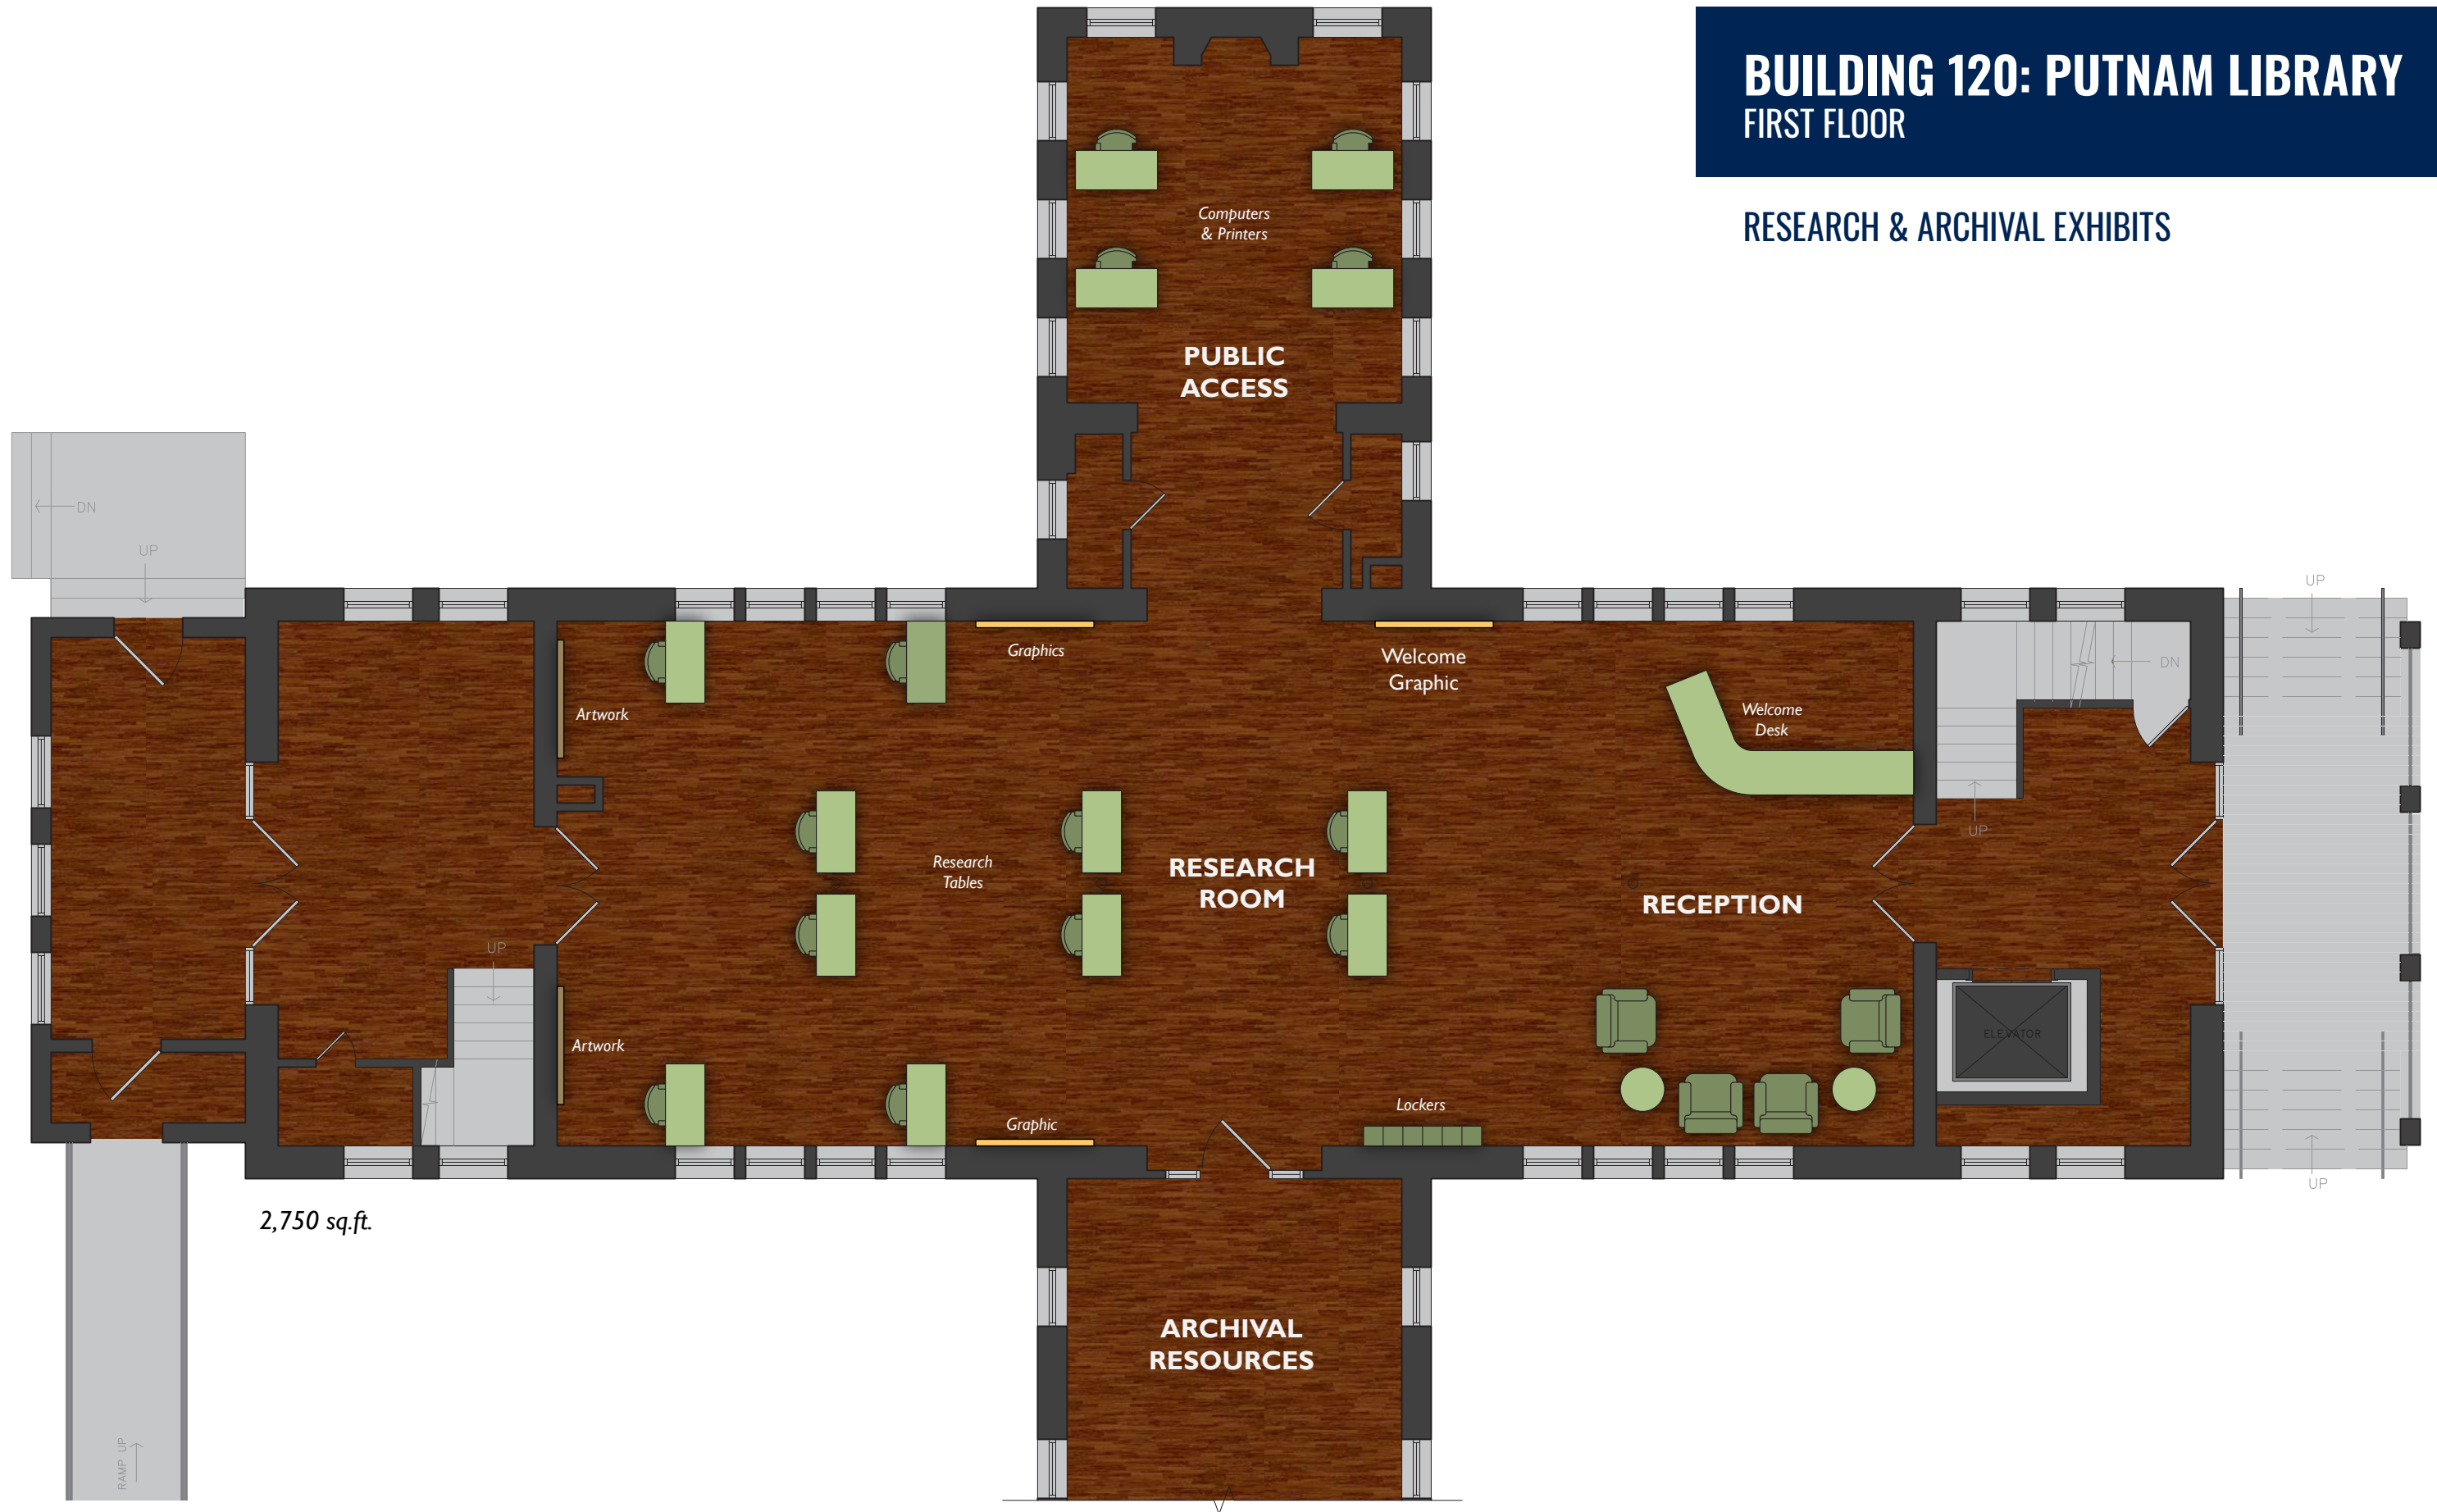 BUILDING 120: PUTNAM LIBRARY
FIRST FLOOR
RESEARCH & ARCHIVAL EXHIBITS
Computers
& Printers
PUBLIC
ACCESS
DN
UP
UP
Graphics
Welcome
Graphic
Artwork
Welcome
Desk
DN
UP
Research
Tables
RESEARCH
ROOM
RECEPTION
UP
Artwork
ELEVATOR
Graphic
Lockers
UP
2,750 sq.ft.
ARCHIVAL
RESOURCES
RAMP UP